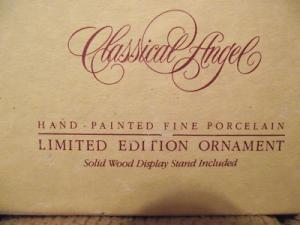 Classical Angel
HAND-PAINTED FINE PORCELAIN
LIMITED EDITION ORNAMENT
Solid Wood Display Stand Included